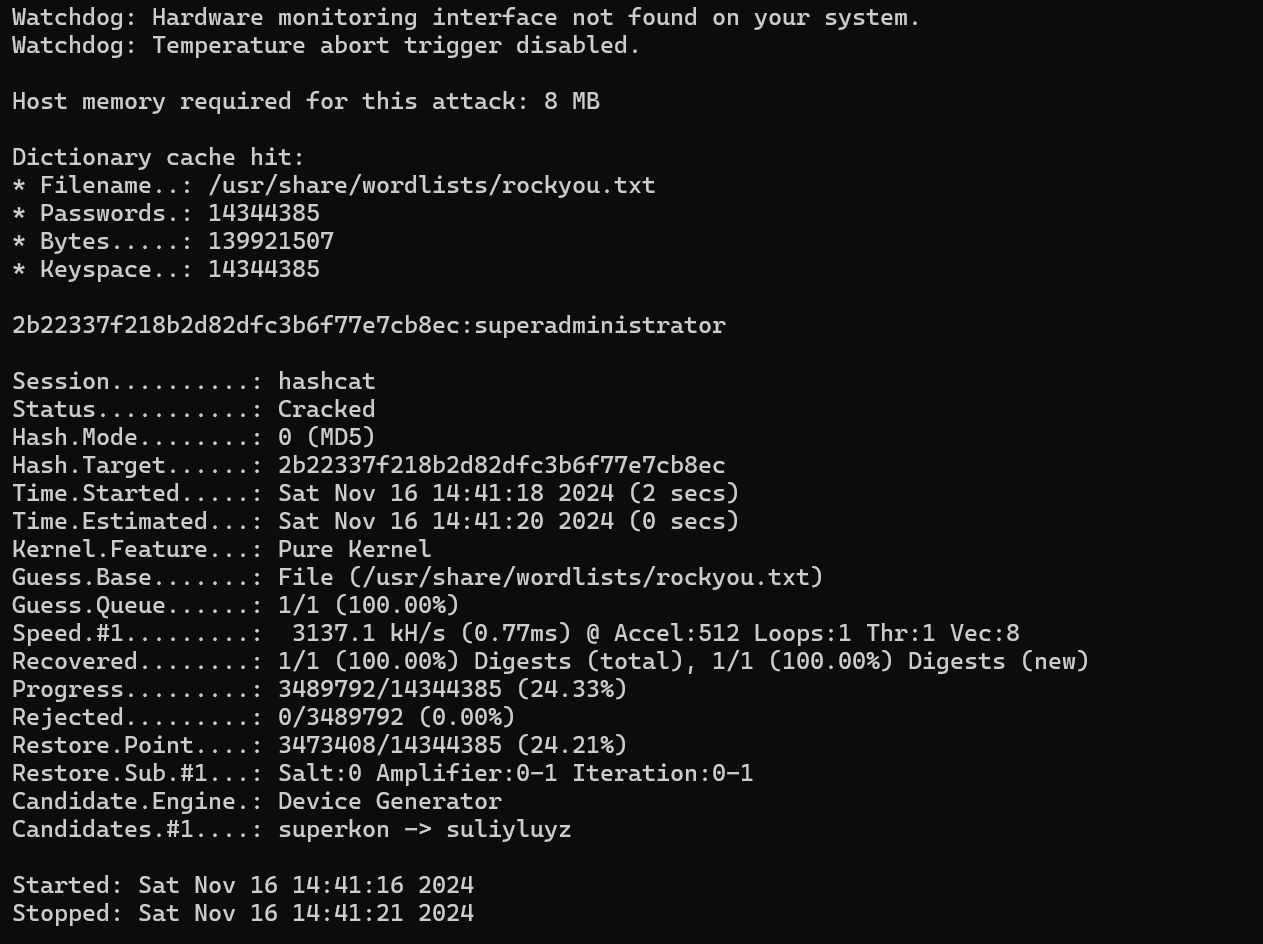 Watchdog: Hardware monitoring interface not found on your system.
Watchdog: Temperature abort trigger disabled.
Host memory required for this attack: 8 MB
Dictionary cache hit:
* Filename..: /usr/share/wordlists/rockyou.txt
* Passwords.: 14344385
* Bytes.....: 139921507
* Keyspace..: 14344385
2b22337f218b2d82dfc3b6f77e7cb8ec:superadministrator
Session..........: hashcat
Status...........: Cracked
Hash.Mode........: 0 (MD5)
Hash.Target......: 2b22337f218b2d82dfc3b6f77e7cb8ec
Time.Started.....: Sat Nov 16 14:41:18 2024 (2 secs)
Time.Estimated...: Sat Nov 16 14:41:20 2024 (0 secs)
Kernel.Feature...: Pure Kernel
Guess.Base.......: File (/usr/share/wordlists/rockyou.txt)
Guess.Queue......: 1/1 (100.00%)
Speed.#1.........:  3137.1 kH/s (0.77ms) @ Accel:512 Loops:1 Thr:1 Vec:8
Recovered........: 1/1 (100.00%) Digests (total), 1/1 (100.00%) Digests (new)
Progress.........: 3489792/14344385 (24.33%)
Rejected.........: 0/3489792 (0.00%)
Restore.Point....: 3473408/14344385 (24.21%)
Restore.Sub.#1...: Salt:0 Amplifier:0-1 Iteration:0-1
Candidate.Engine.: Device Generator
Candidates.#1....: superkon -> suliyluyz
Started: Sat Nov 16 14:41:16 2024
Stopped: Sat Nov 16 14:41:21 2024